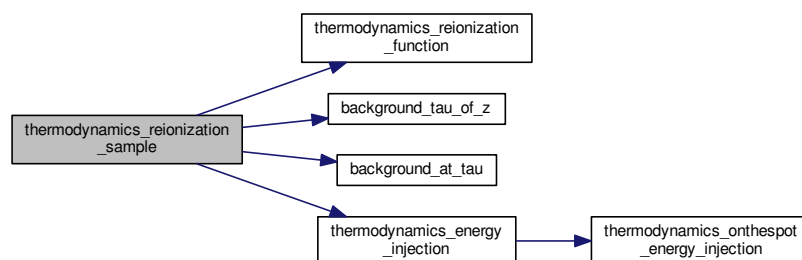 thermodynamics_reionization
_function
background_tau_of_z
thermodynamics_reionization
_sample
background_at_tau
thermodynamics_energy
_injection
thermodynamics_onthespot
_energy_injection